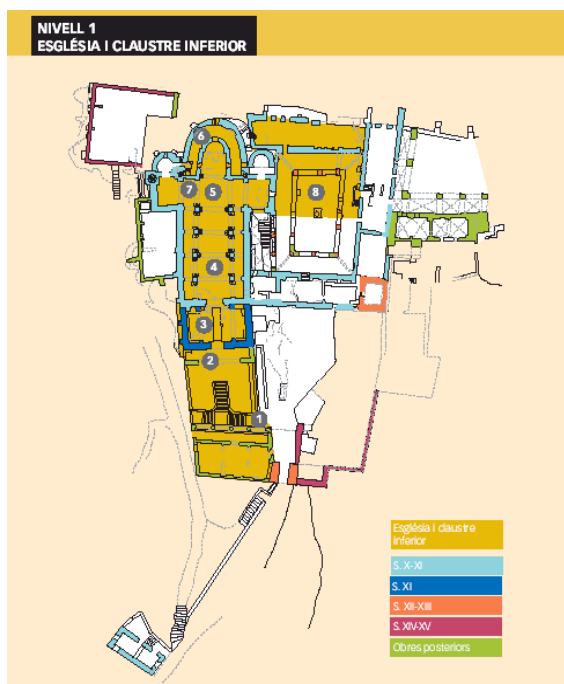 NIVELL 1
ESGLÉSIA I CLAUSTRE INFERIOR
6
7
5
8
4
3
2
1
Església i claustre
inferior
S. X-XI
S. XI
S. XII-XIII
S. XIV-XV
Obres posteriors